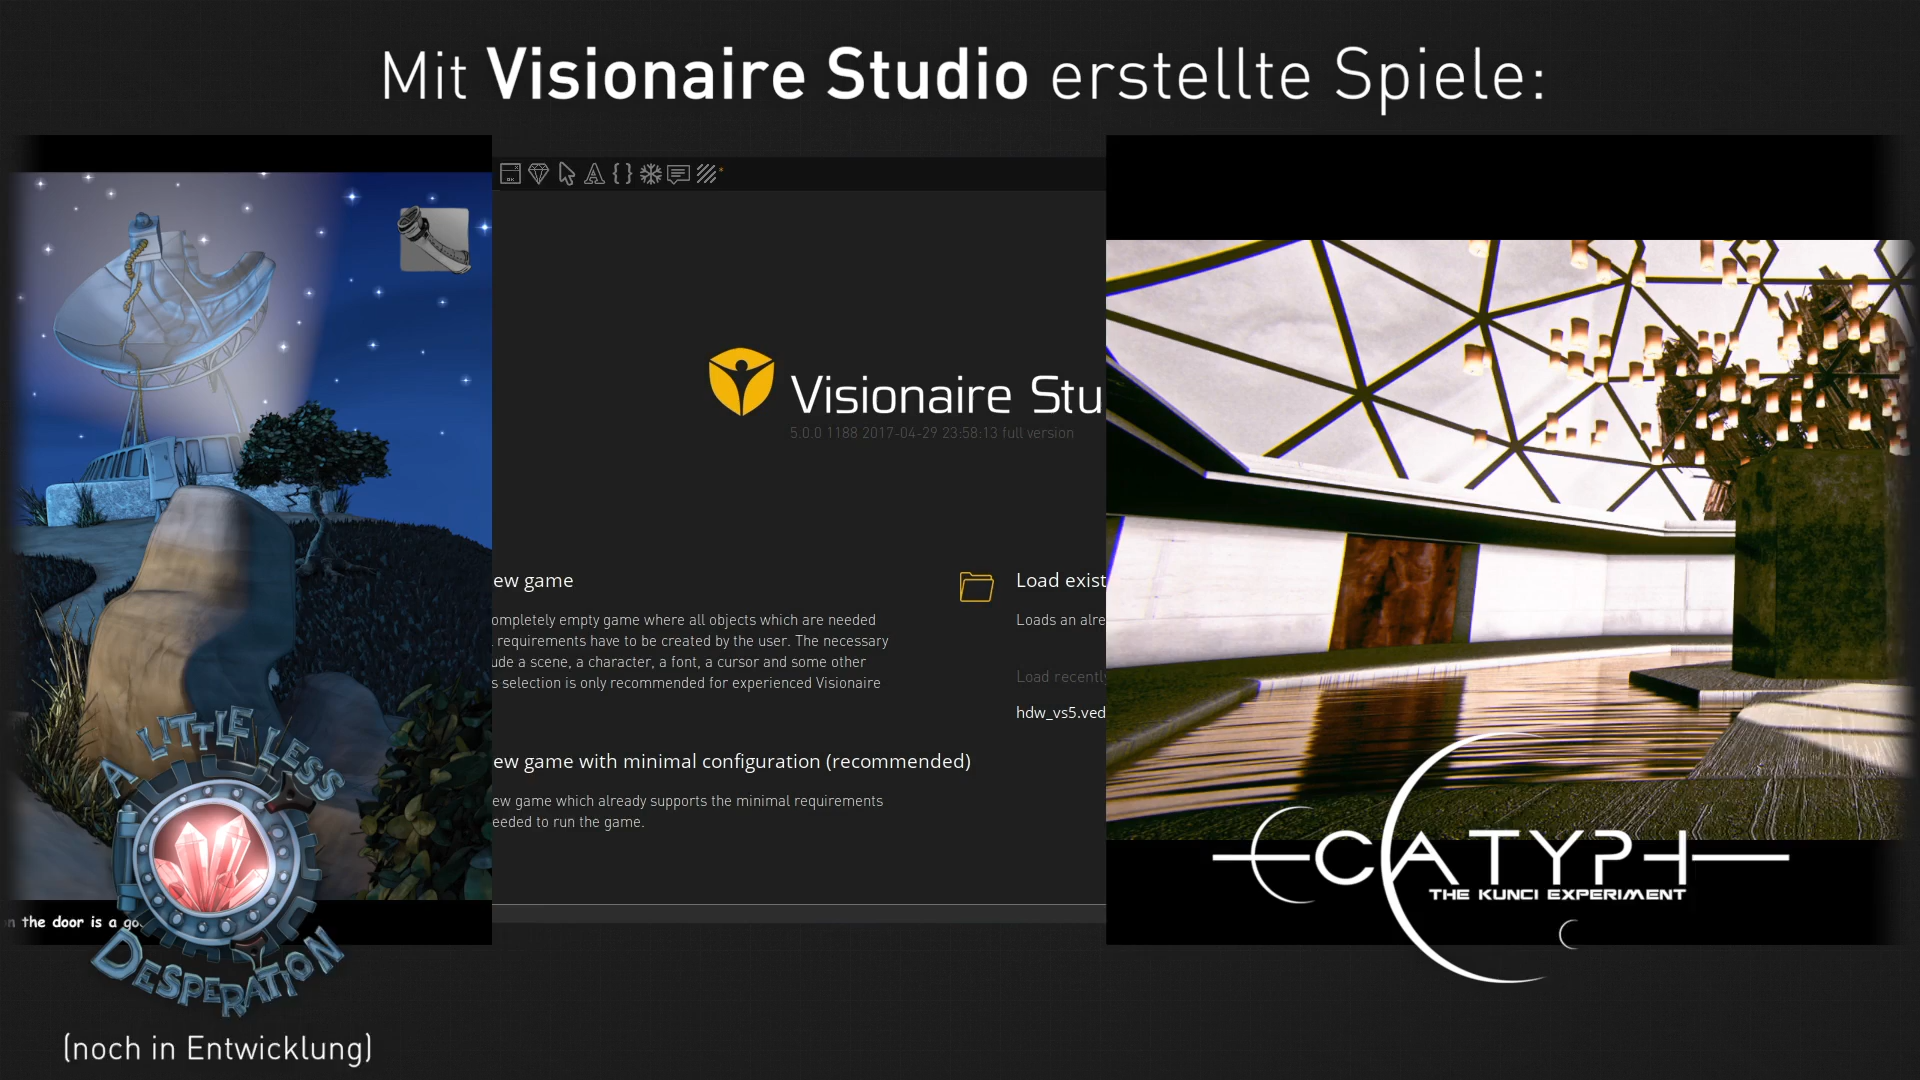 Mit Visionaire Studio erstellte Spiele:
Visionaire Stu
5.0.0 1188 2017-04-29 23:58:13 full version
ew game
ompletely empty game where all objects which are needed
requirements have to be created by the user. The necessary
ude a scene, a character, a font, a cursor and some other
s selection is only recommended for experienced Visionaire
ew game with minimal configuration (recommended)
ew game which already supports the minimal requirements
eeded to run the game.
Load exist
Loads an alre
Load recently
hdw_vs5.ved
A LITTLE LESS
DESPERATION
n the door is a go
(noch in Entwicklung)
CATYPH
THE KUNCI EXPERIMENT